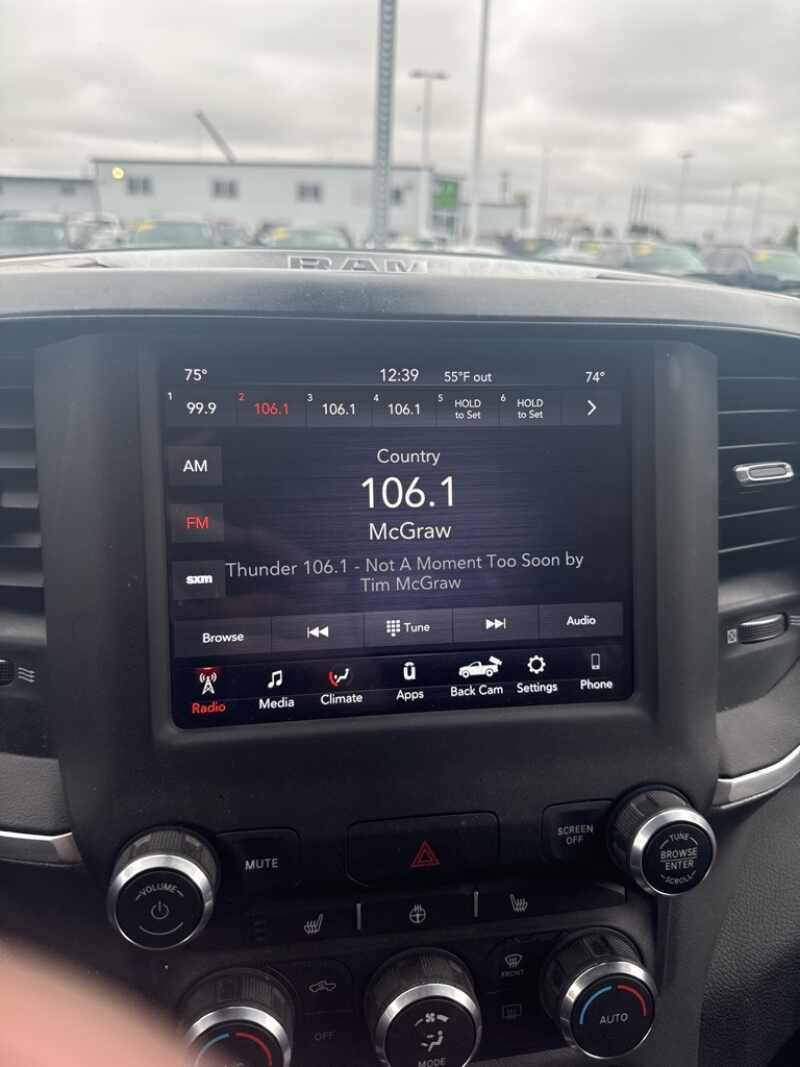 RAM
75°
12:39
55°F out
74°
1 99.9
2 106.1
3 106.1
4 106.1
5 HOLD to Set
6 HOLD to Set
AM
FM
sxm
Country
106.1
McGraw
Thunder 106.1 - Not A Moment Too Soon by
Tim McGraw
Browse
Tune
Audio
Radio
Media
Climate
Apps
Back Cam
Settings
Phone
VOLUME
MUTE
SCREEN
OFF
TUNE
BROWSE
ENTER
SCROLL
FRONT
OFF
MODE
AUTO